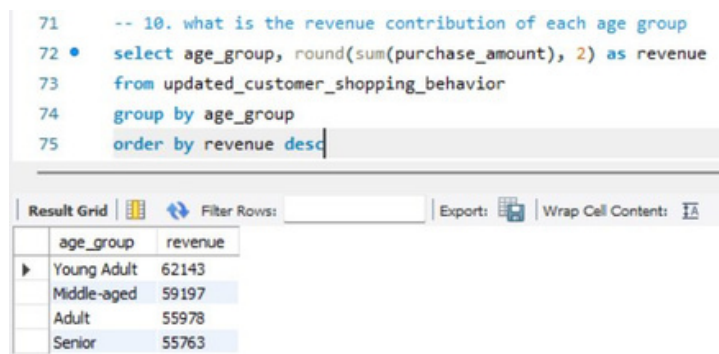 71 -- 10. what is the revenue contribution of each age group
72 select age_group, round(sum(purchase_amount), 2) as revenue
73 from updated_customer_shopping_behavior
74 group by age_group
75 order by revenue desc
Result Grid Filter Rows: Export: Wrap Cell Content: IA
age_group revenue
Young Adult 62143
Middle-aged 59197
Adult 55978
Senior 55763